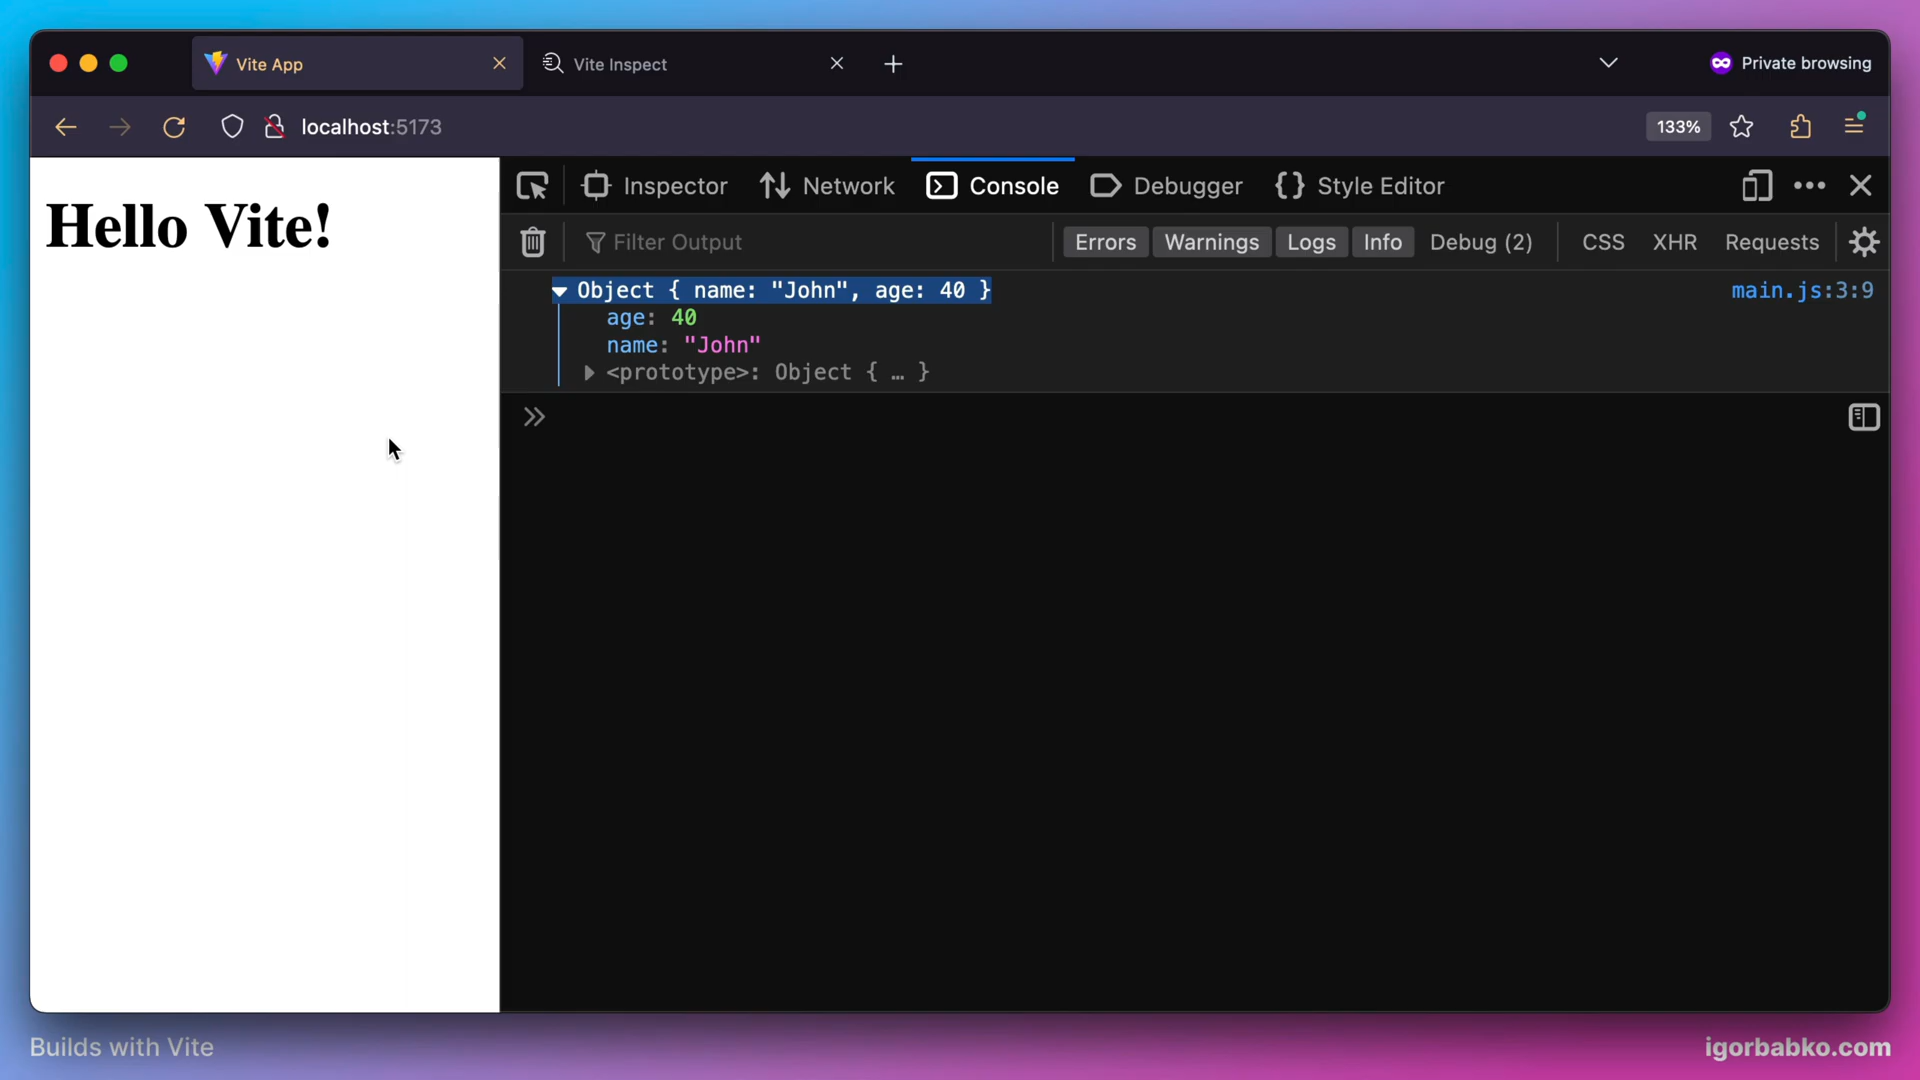 Vite App
Vite Inspect
Private browsing
localhost:5173
133%
Hello Vite!
Inspector
Network
Console
Debugger
{} Style Editor
Filter Output
Errors
Warnings
Logs
Info
Debug (2)
CSS
XHR
Requests
Object { name: "John", age: 40 }
main.js:3:9
age: 40
name: "John"
<prototype>: Object { … }
Builds with Vite
igorbabko.com